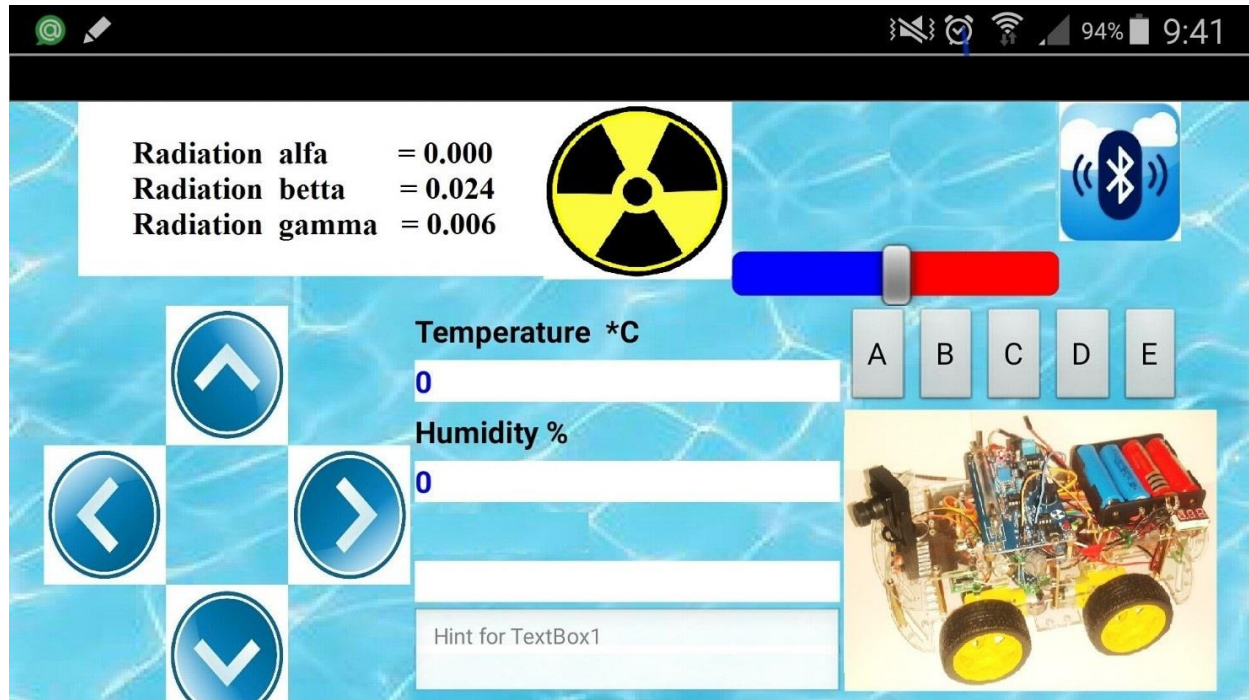 94% 9:41
Radiation alfa = 0.000
Radiation betta = 0.024
Radiation gamma = 0.006
Temperature *C
0
Humidity %
0
Hint for TextBox1
A B C D E